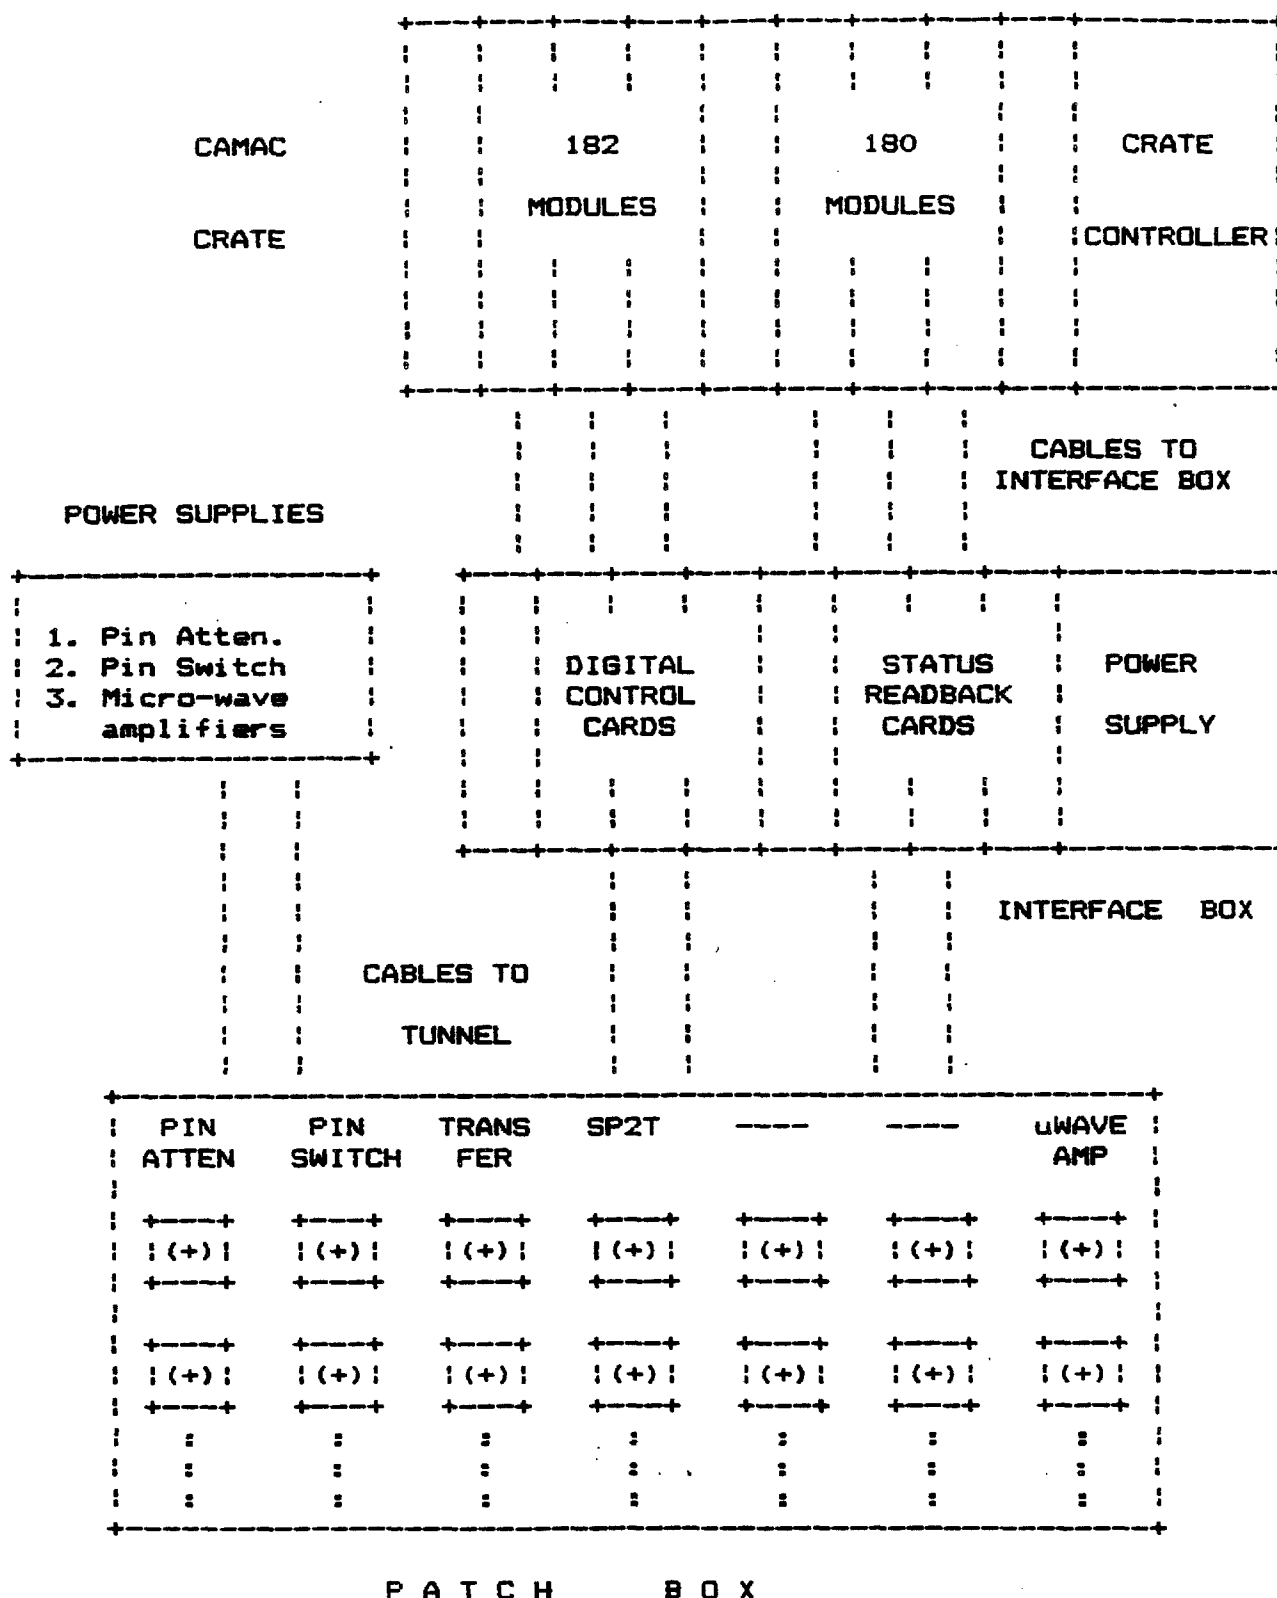 CAMAC 182 180 CRATE
MODULES MODULES
CRATE CONTROLLER
CABLES TO
INTERFACE BOX
POWER SUPPLIES
1. Pin Atten.
2. Pin Switch
3. Micro-wave
amplifiers
DIGITAL STATUS POWER
CONTROL READBACK
CARDS CARDS SUPPLY
INTERFACE BOX
CABLES TO
TUNNEL
PIN PIN TRANS SP2T ---- ---- uWAVE
ATTEN SWITCH FER AMP
(+) (+) (+) (+) (+) (+) (+)
(+) (+) (+) (+) (+) (+) (+)
PATCH BOX